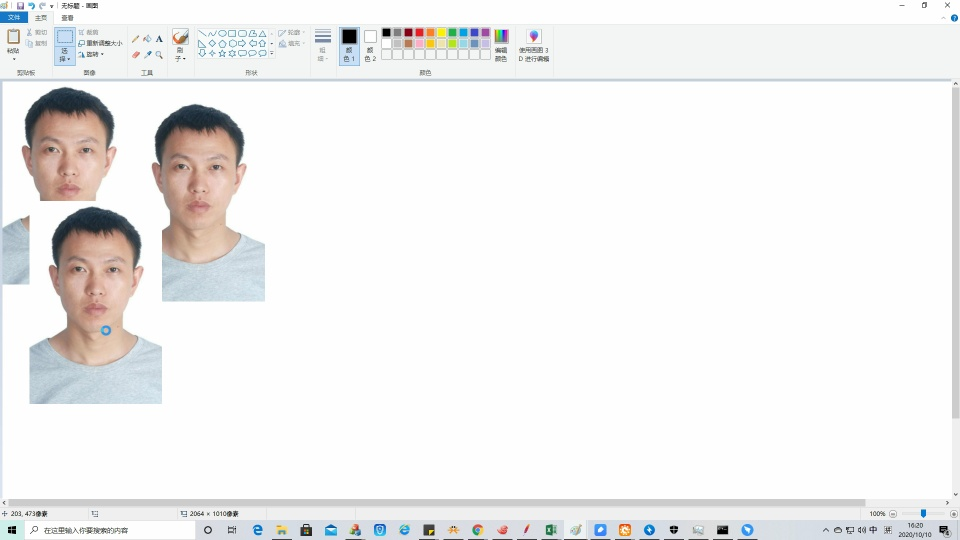 无标题 - 画图
文件 主页 查看
粘贴
剪切
复制
剪贴板
选择
裁剪
重新调整大小
旋转
图像
A
工具
刷子
形状
轮廓
填充
粗细
颜色 1
颜色 2
颜色
编辑颜色
使用画图 3D 进行编辑
203, 473像素
2064 × 1010像素
100%
在这里输入你要搜索的内容
中
拼
16:20
2020/10/10